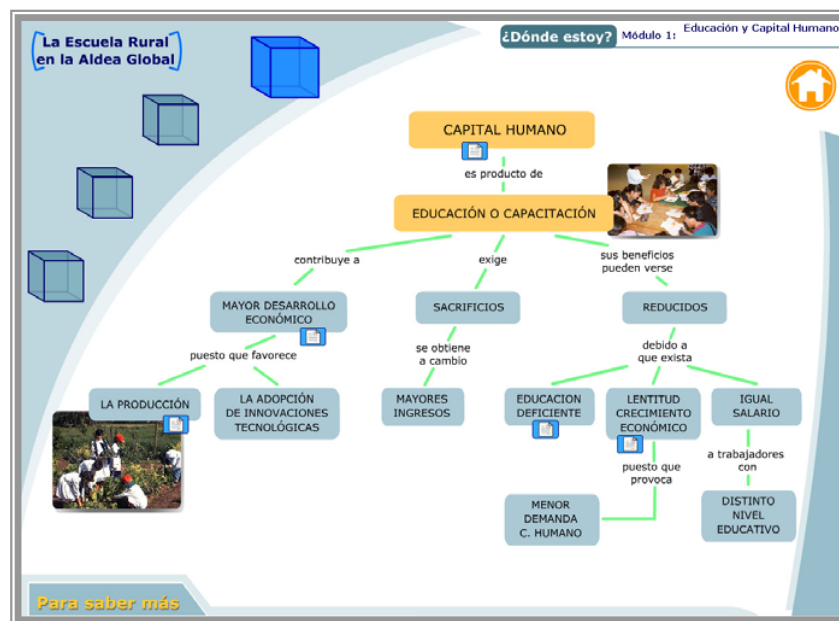 La Escuela Rural
en la Aldea Global
¿Dónde estoy? Módulo 1: Educación y Capital Humano
CAPITAL HUMANO
es producto de
EDUCACIÓN O CAPACITACIÓN
contribuye a
exige
sus beneficios
pueden verse
MAYOR DESARROLLO
ECONÓMICO
SACRIFICIOS
REDUCIDOS
puesto que favorece
se obtiene
a cambio
debido a
que exista
LA PRODUCCIÓN
LA ADOPCIÓN
DE INNOVACIONES
TECNOLÓGICAS
MAYORES
INGRESOS
EDUCACION
DEFICIENTE
LENTITUD
CRECIMIENTO
ECONÓMICO
IGUAL
SALARIO
puesto que
provoca
a trabajadores
con
MENOR
DEMANDA
C. HUMANO
DISTINTO
NIVEL
EDUCATIVO
Para saber más